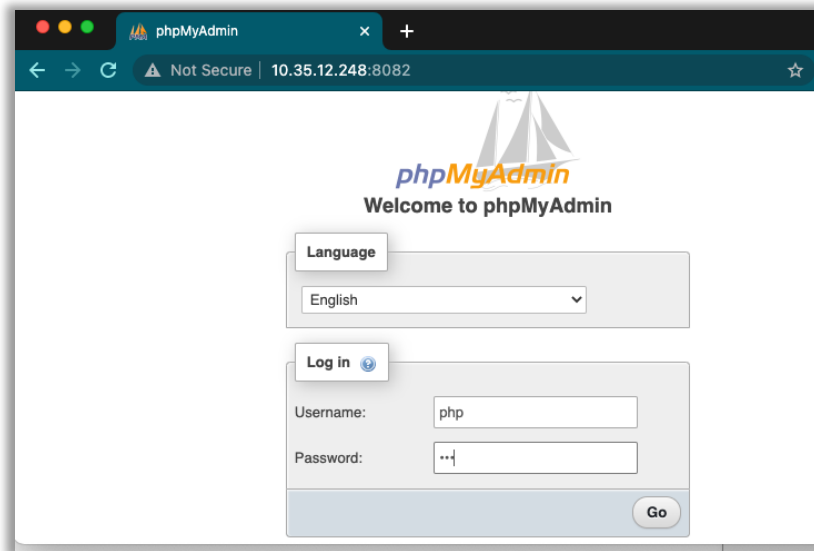 phpMyAdmin
Not Secure 10.35.12.248:8082
phpMyAdmin
Welcome to phpMyAdmin
Language
English
Log in
Username: php
Password: •••
Go